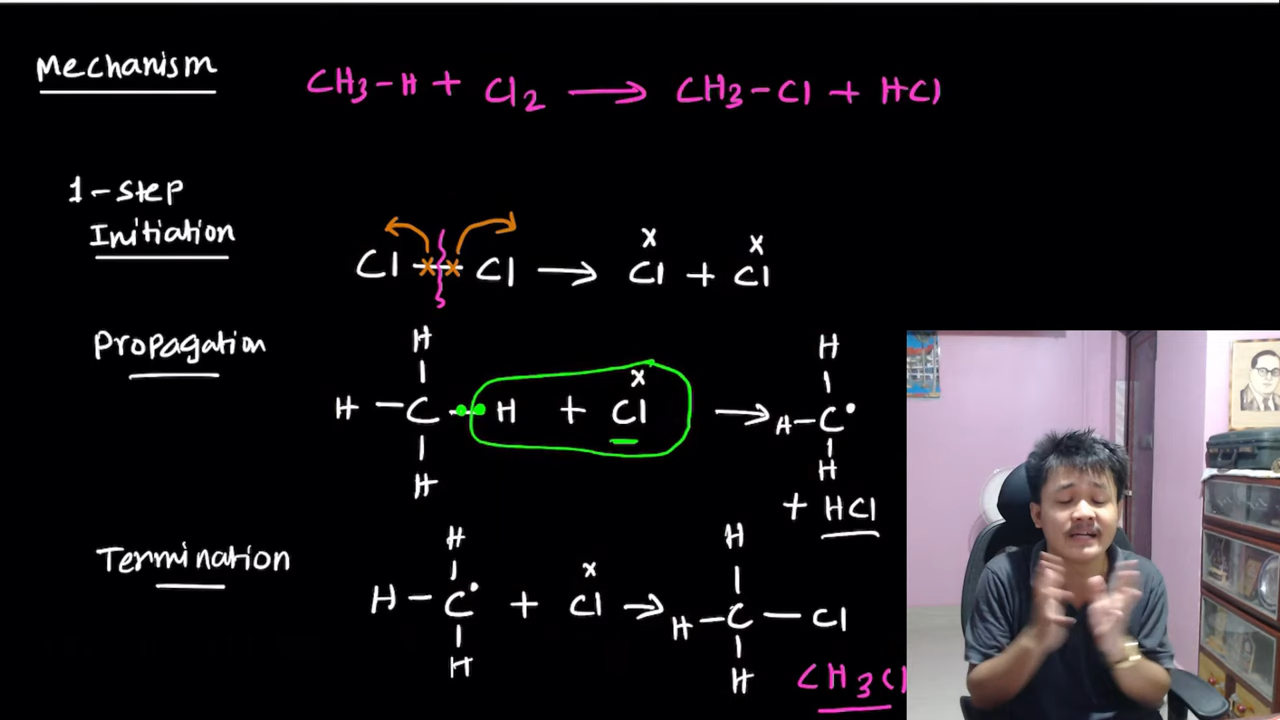 Mechanism
CH3-H + Cl2 → CH3-Cl + HCl
1-step
Initiation
Cl ×× Cl → Cl + Cl
x x
Propagation
H
H - C - H + Cl → H-C•
x
H
H
H
+ HCl
Termination
H
H - C• + Cl → H-C-Cl
x
H
H
H
CH3Cl